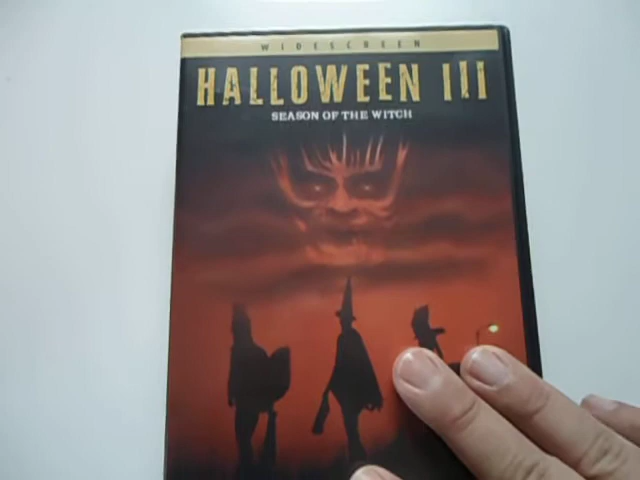 WIDESCREEN
HALLOWEEN III
SEASON OF THE WITCH